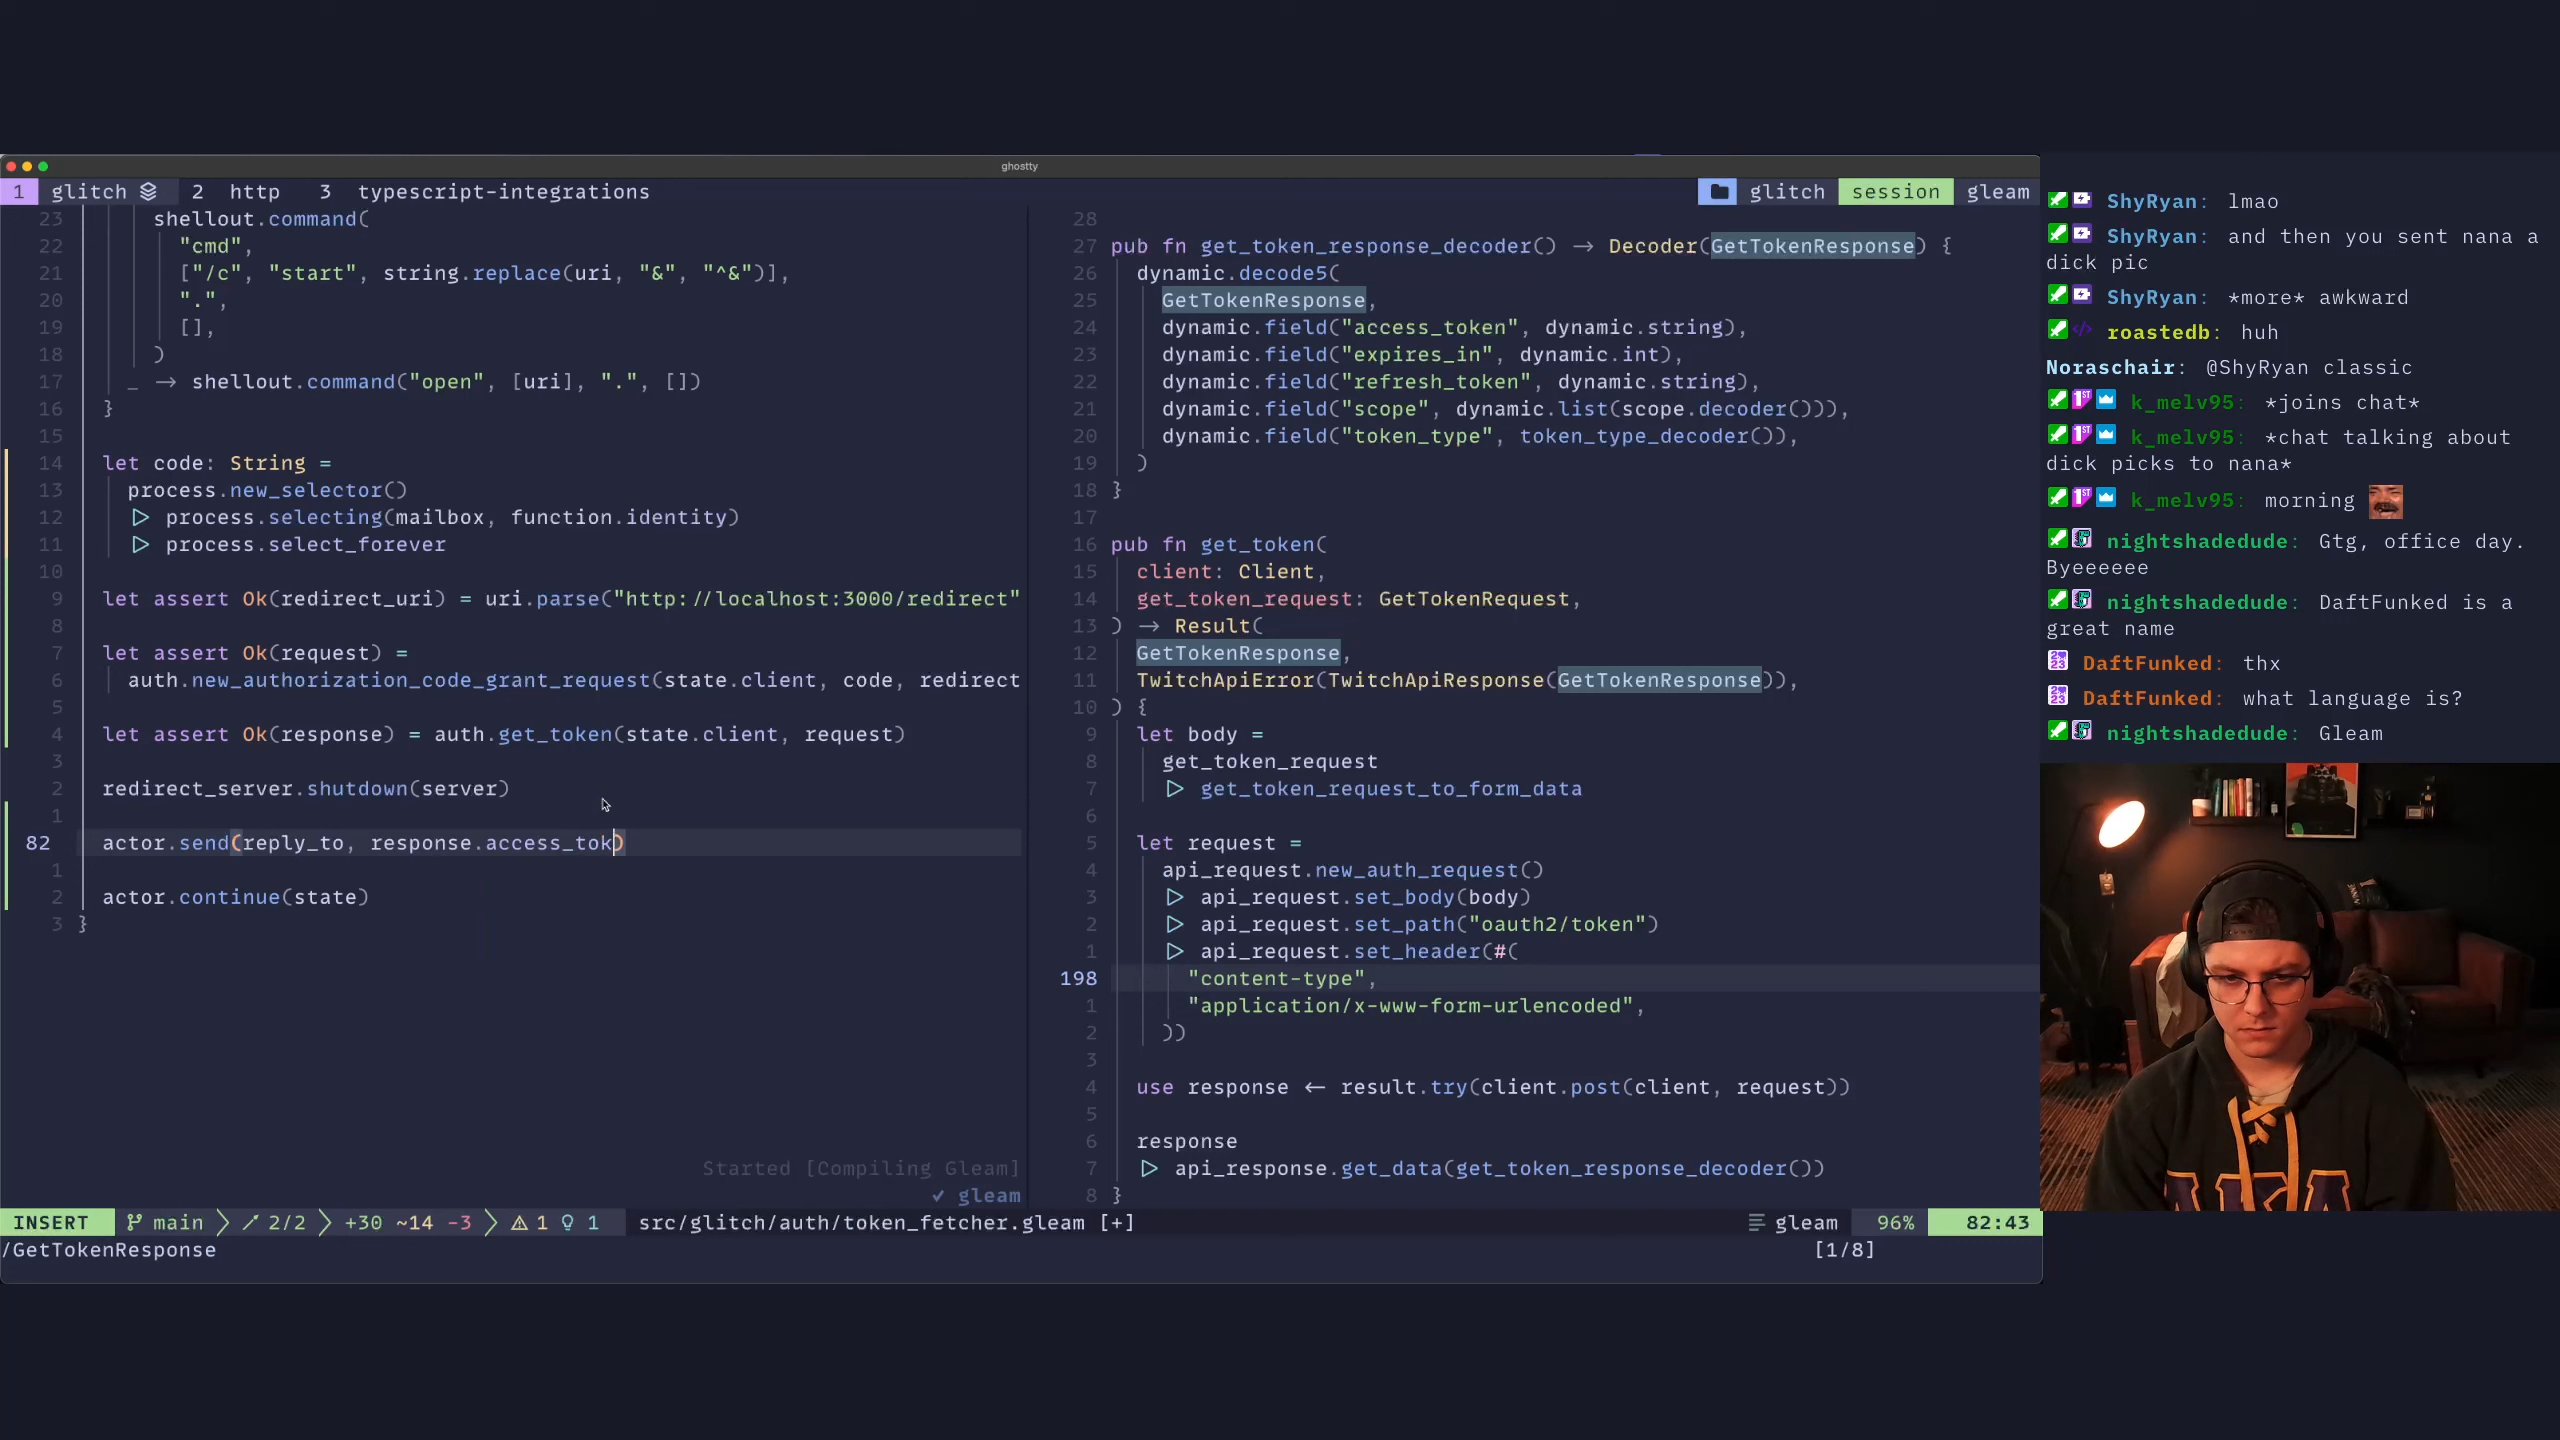 ghostty
1 glitch 2 http 3 typescript-integrations
glitch session gleam
23 shellout.command(
22 "cmd",
21 ["/c", "start", string.replace(uri, "&", "^&")],
20 ".",
19 [],
18 )
17 _ → shellout.command("open", [uri], ".", [])
16 }
15
14 let code: String =
13 process.new_selector()
12 ▷ process.selecting(mailbox, function.identity)
11 ▷ process.select_forever
10
9 let assert Ok(redirect_uri) = uri.parse("http://localhost:3000/redirect"
8
7 let assert Ok(request) =
6 auth.new_authorization_code_grant_request(state.client, code, redirect
5
4 let assert Ok(response) = auth.get_token(state.client, request)
3
2 redirect_server.shutdown(server)
1
82 actor.send(reply_to, response.access_tok)
1
2 actor.continue(state)
3 }
Started [Compiling Gleam]
✓ gleam
28
27 pub fn get_token_response_decoder() → Decoder(GetTokenResponse) {
26 dynamic.decode5(
25 GetTokenResponse,
24 dynamic.field("access_token", dynamic.string),
23 dynamic.field("expires_in", dynamic.int),
22 dynamic.field("refresh_token", dynamic.string),
21 dynamic.field("scope", dynamic.list(scope.decoder())),
20 dynamic.field("token_type", token_type_decoder()),
19 )
18 }
17
16 pub fn get_token(
15 client: Client,
14 get_token_request: GetTokenRequest,
13 ) → Result(
12 GetTokenResponse,
11 TwitchApiError(TwitchApiResponse(GetTokenResponse)),
10 ) {
9 let body =
8 get_token_request
7 ▷ get_token_request_to_form_data
6
5 let request =
4 api_request.new_auth_request()
3 ▷ api_request.set_body(body)
2 ▷ api_request.set_path("oauth2/token")
1 ▷ api_request.set_header(#(
198 "content-type",
1 "application/x-www-form-urlencoded",
2 ))
3
4 use response ← result.try(client.post(client, request))
5
6 response
7 ▷ api_response.get_data(get_token_response_decoder())
8 }
INSERT main 2/2 +30 ~14 -3 1 1 src/glitch/auth/token_fetcher.gleam [+] gleam 96% 82:43
/GetTokenResponse [1/8]
ShyRyan: lmao
ShyRyan: and then you sent nana a
dick pic
ShyRyan: *more* awkward
roastedb: huh
Noraschair: @ShyRyan classic
k_melv95: *joins chat*
k_melv95: *chat talking about
dick picks to nana*
k_melv95: morning
nightshadedude: Gtg, office day.
Byeeeeee
nightshadedude: DaftFunked is a
great name
DaftFunked: thx
DaftFunked: what language is?
nightshadedude: Gleam